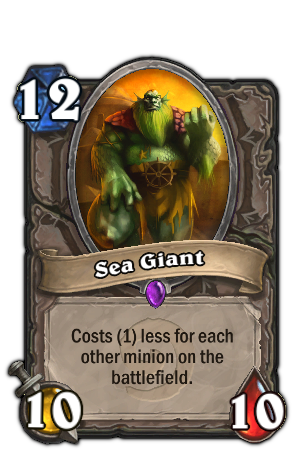 12
Sea Giant
Costs (1) less for each
other minion on the
battlefield.
10
10